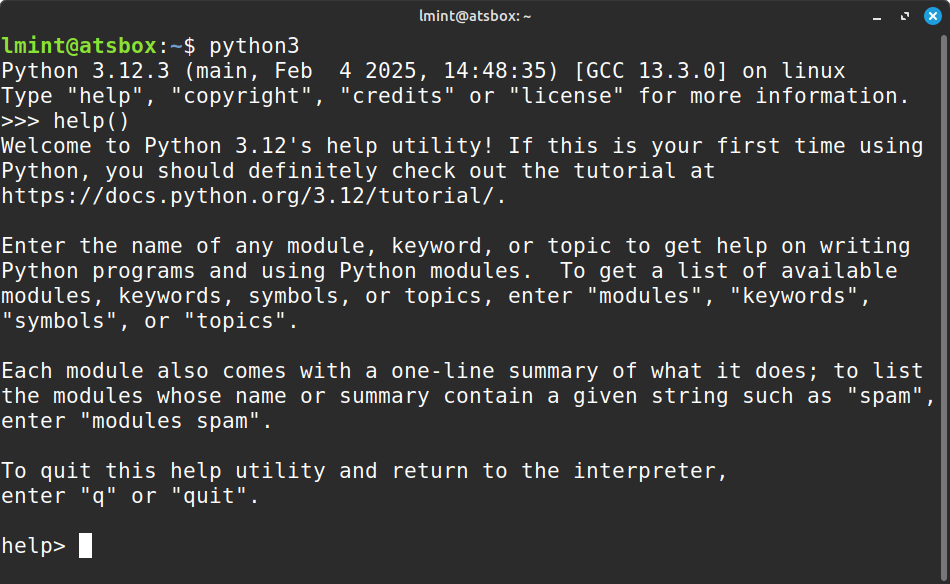 lmint@atsbox: ~
lmint@atsbox:~$ python3
Python 3.12.3 (main, Feb  4 2025, 14:48:35) [GCC 13.3.0] on linux
Type "help", "copyright", "credits" or "license" for more information.
>>> help()
Welcome to Python 3.12's help utility! If this is your first time using
Python, you should definitely check out the tutorial at
https://docs.python.org/3.12/tutorial/.

Enter the name of any module, keyword, or topic to get help on writing
Python programs and using Python modules.  To get a list of available
modules, keywords, symbols, or topics, enter "modules", "keywords",
"symbols", or "topics".

Each module also comes with a one-line summary of what it does; to list
the modules whose name or summary contain a given string such as "spam",
enter "modules spam".

To quit this help utility and return to the interpreter,
enter "q" or "quit".

help>